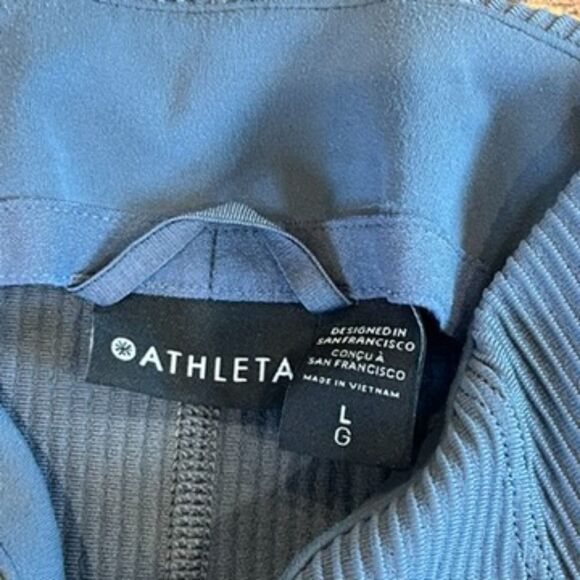 ATHLETA
DESIGNED IN
SAN FRANCISCO
CONÇU À
SAN FRANCISCO
MADE IN VIETNAM
L
G